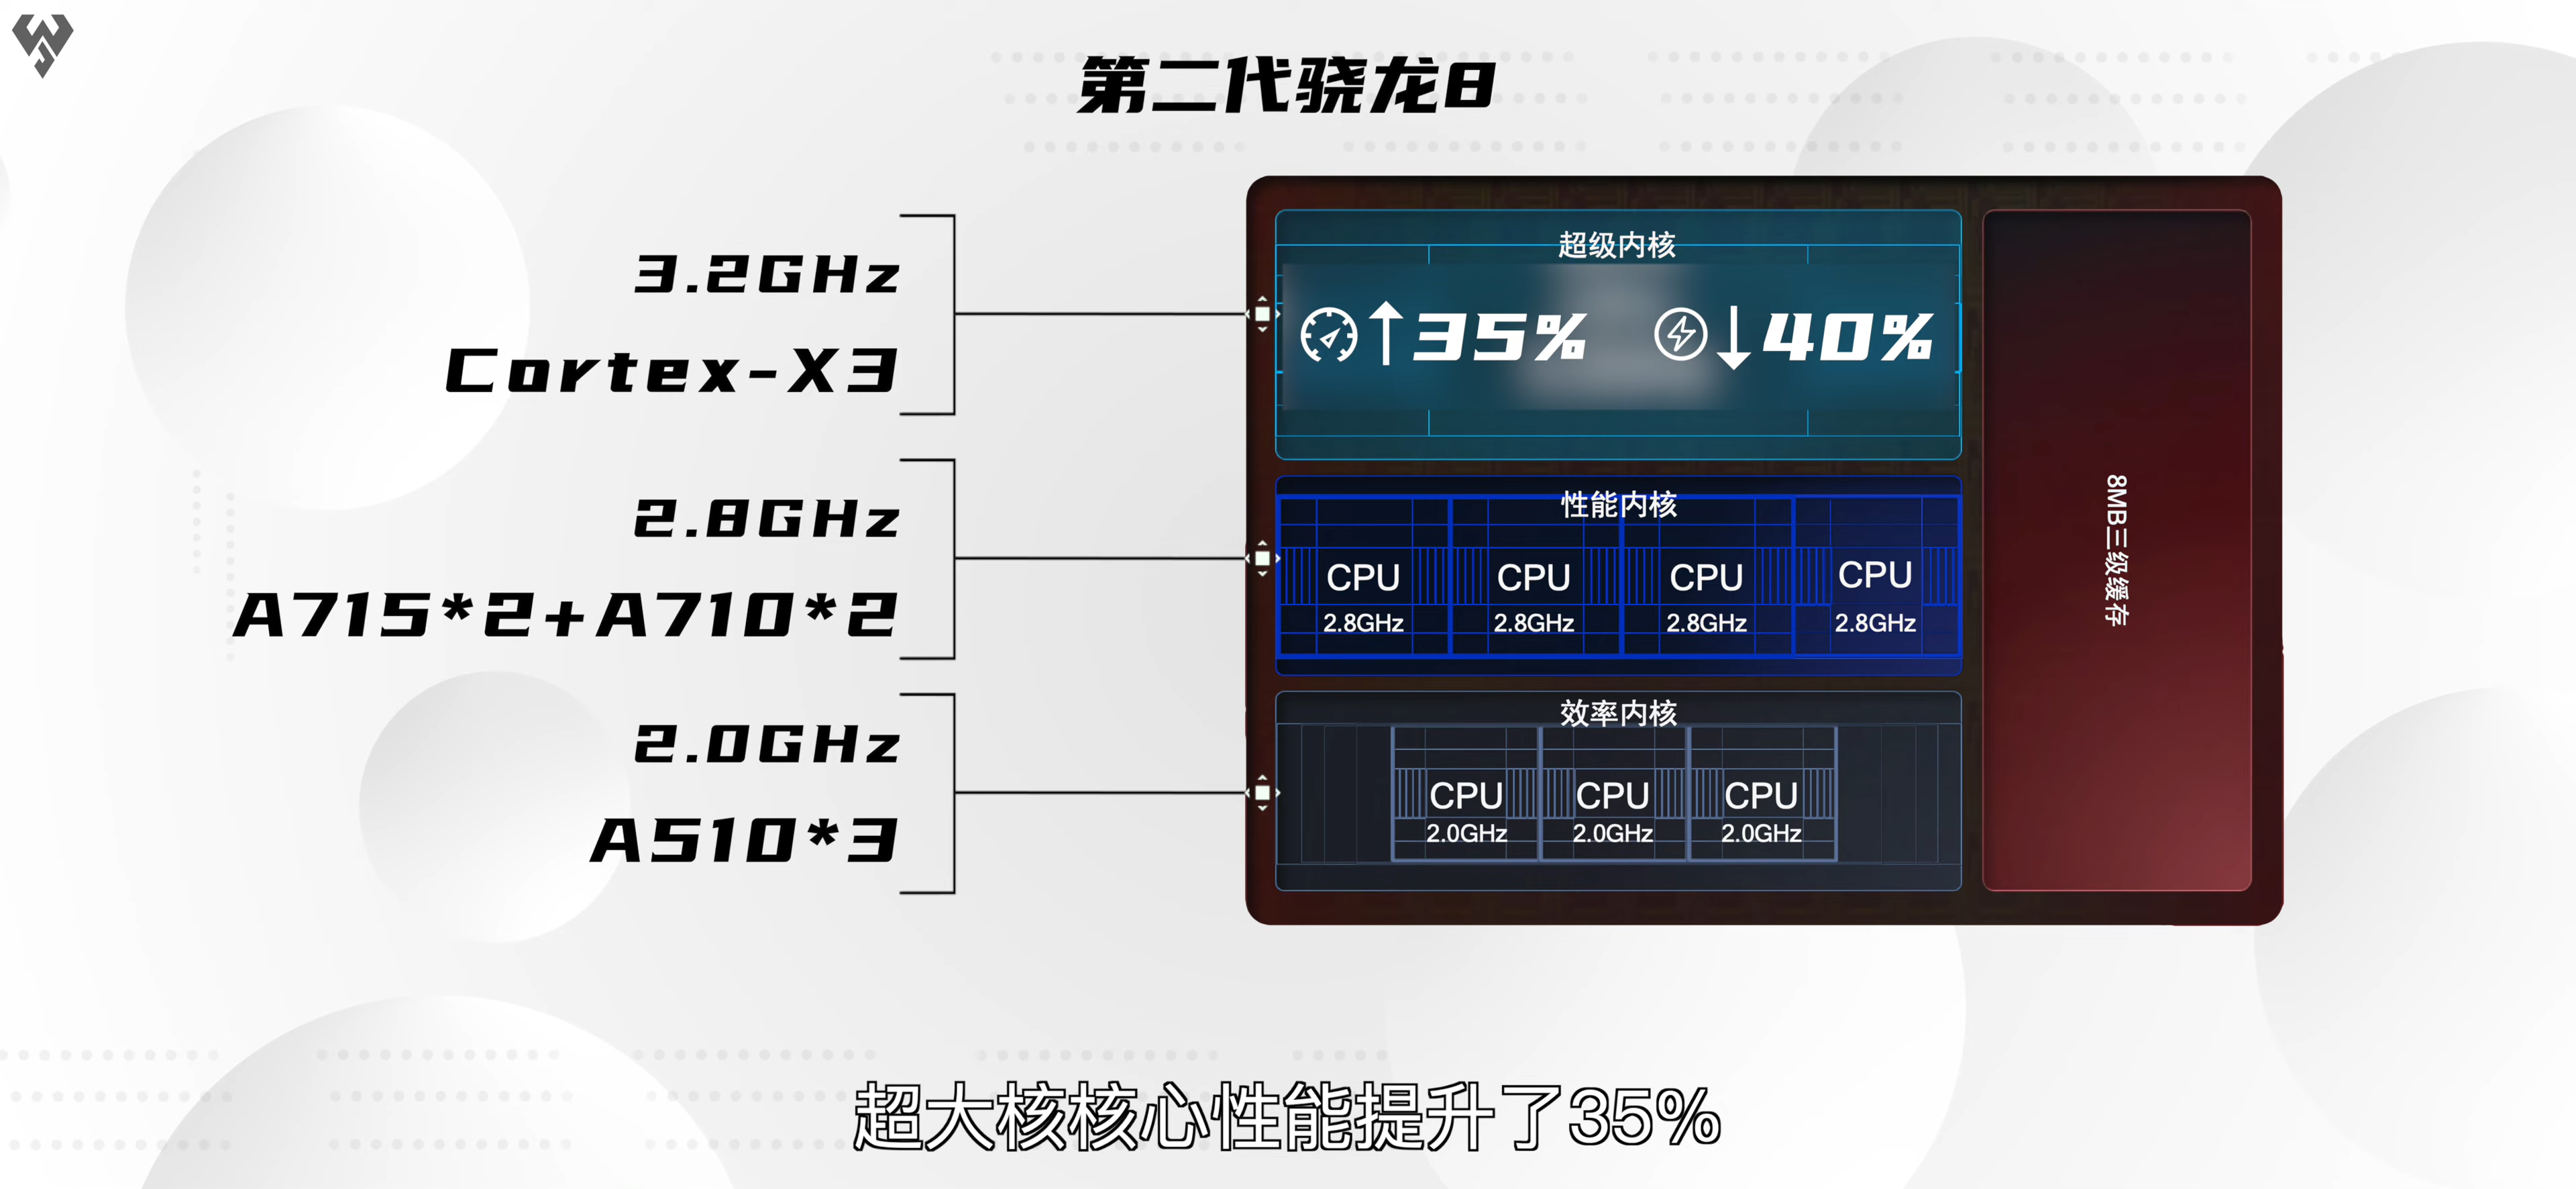 第二代骁龙8
3.2GHz
Cortex-X3
2.8GHz
A715*2+A710*2
2.0GHz
A510*3
超级内核
↑35% ↓40%
性能内核
CPU CPU CPU CPU
2.8GHz 2.8GHz 2.8GHz 2.8GHz
效率内核
CPU CPU CPU
2.0GHz 2.0GHz 2.0GHz
8MB三级缓存
超大核核心性能提升了35%